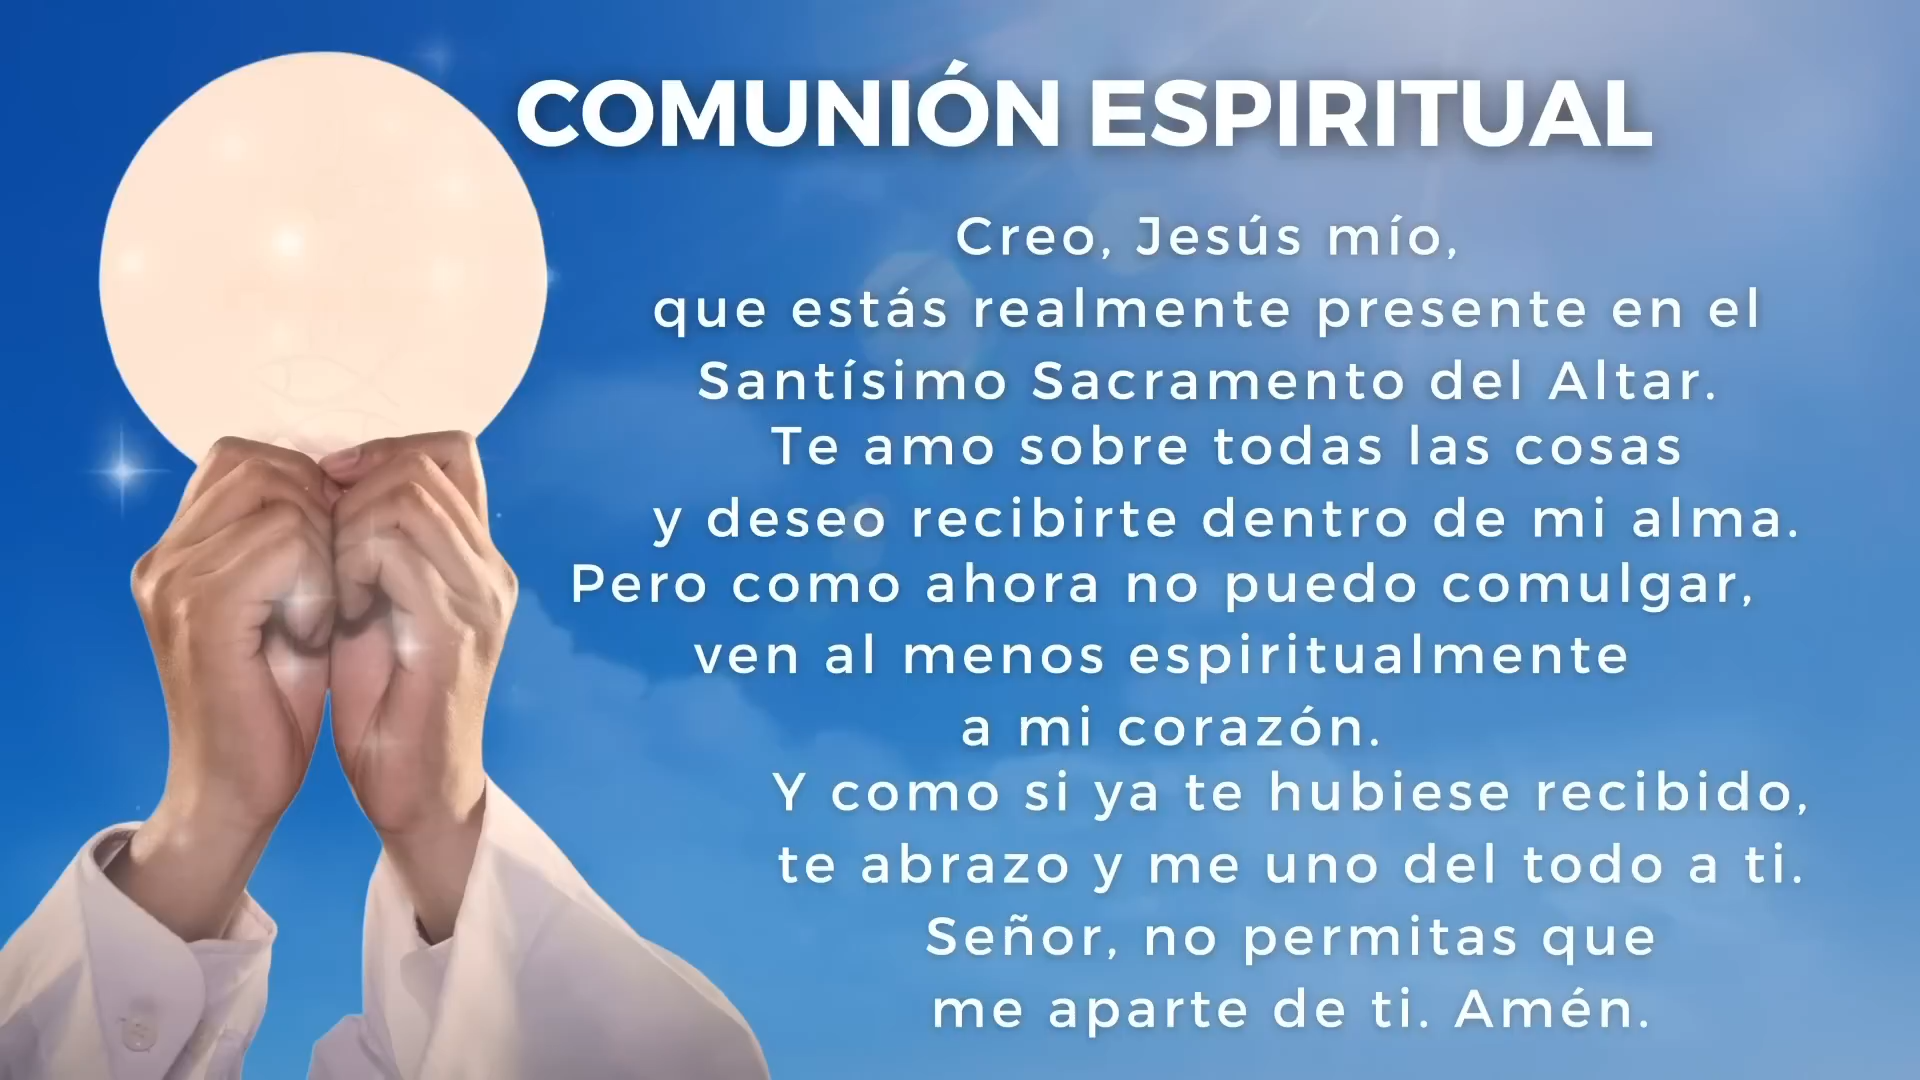 COMUNIÓN ESPIRITUAL
Creo, Jesús mío,
que estás realmente presente en el
Santísimo Sacramento del Altar.
Te amo sobre todas las cosas
y deseo recibirte dentro de mi alma.
Pero como ahora no puedo comulgar,
ven al menos espiritualmente
a mi corazón.
Y como si ya te hubiese recibido,
te abrazo y me uno del todo a ti.
Señor, no permitas que
me aparte de ti. Amén.